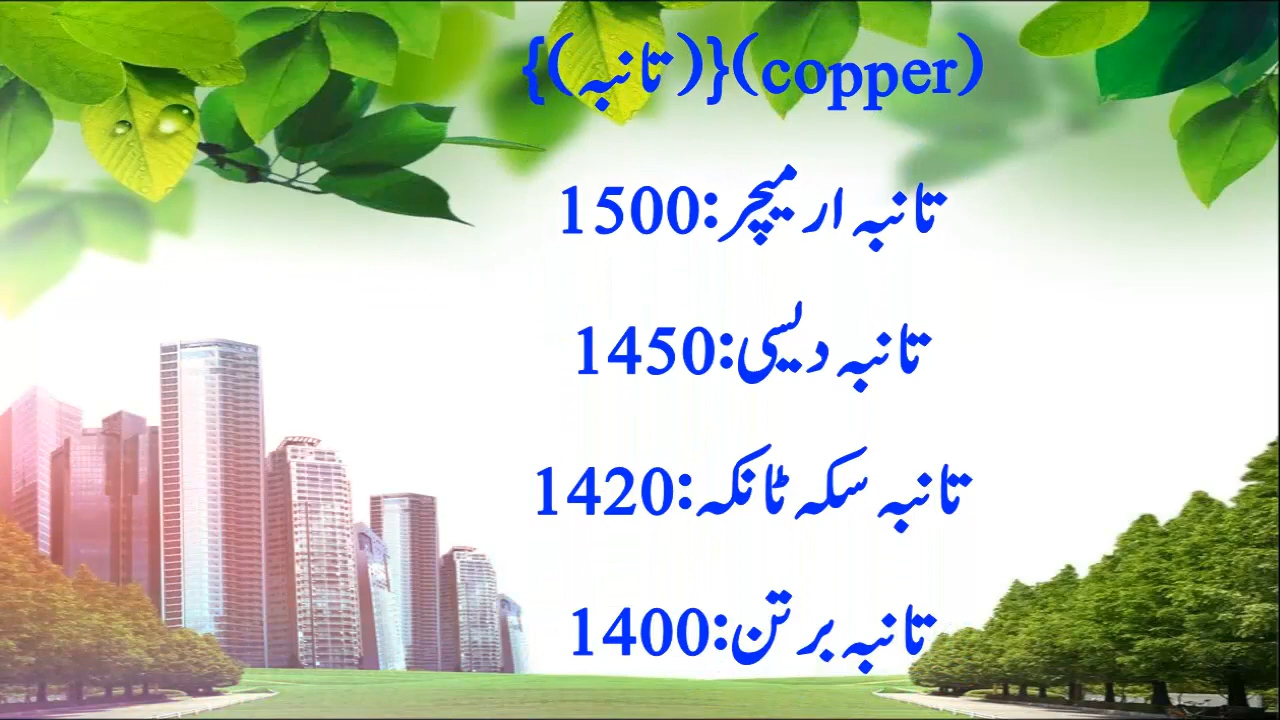 (copper){(تانبہ)}
تانبہ ارمیچر:1500
تانبہ دیسی:1450
تانبہ سکہ ٹانکہ:1420
تانبہ برتن:1400